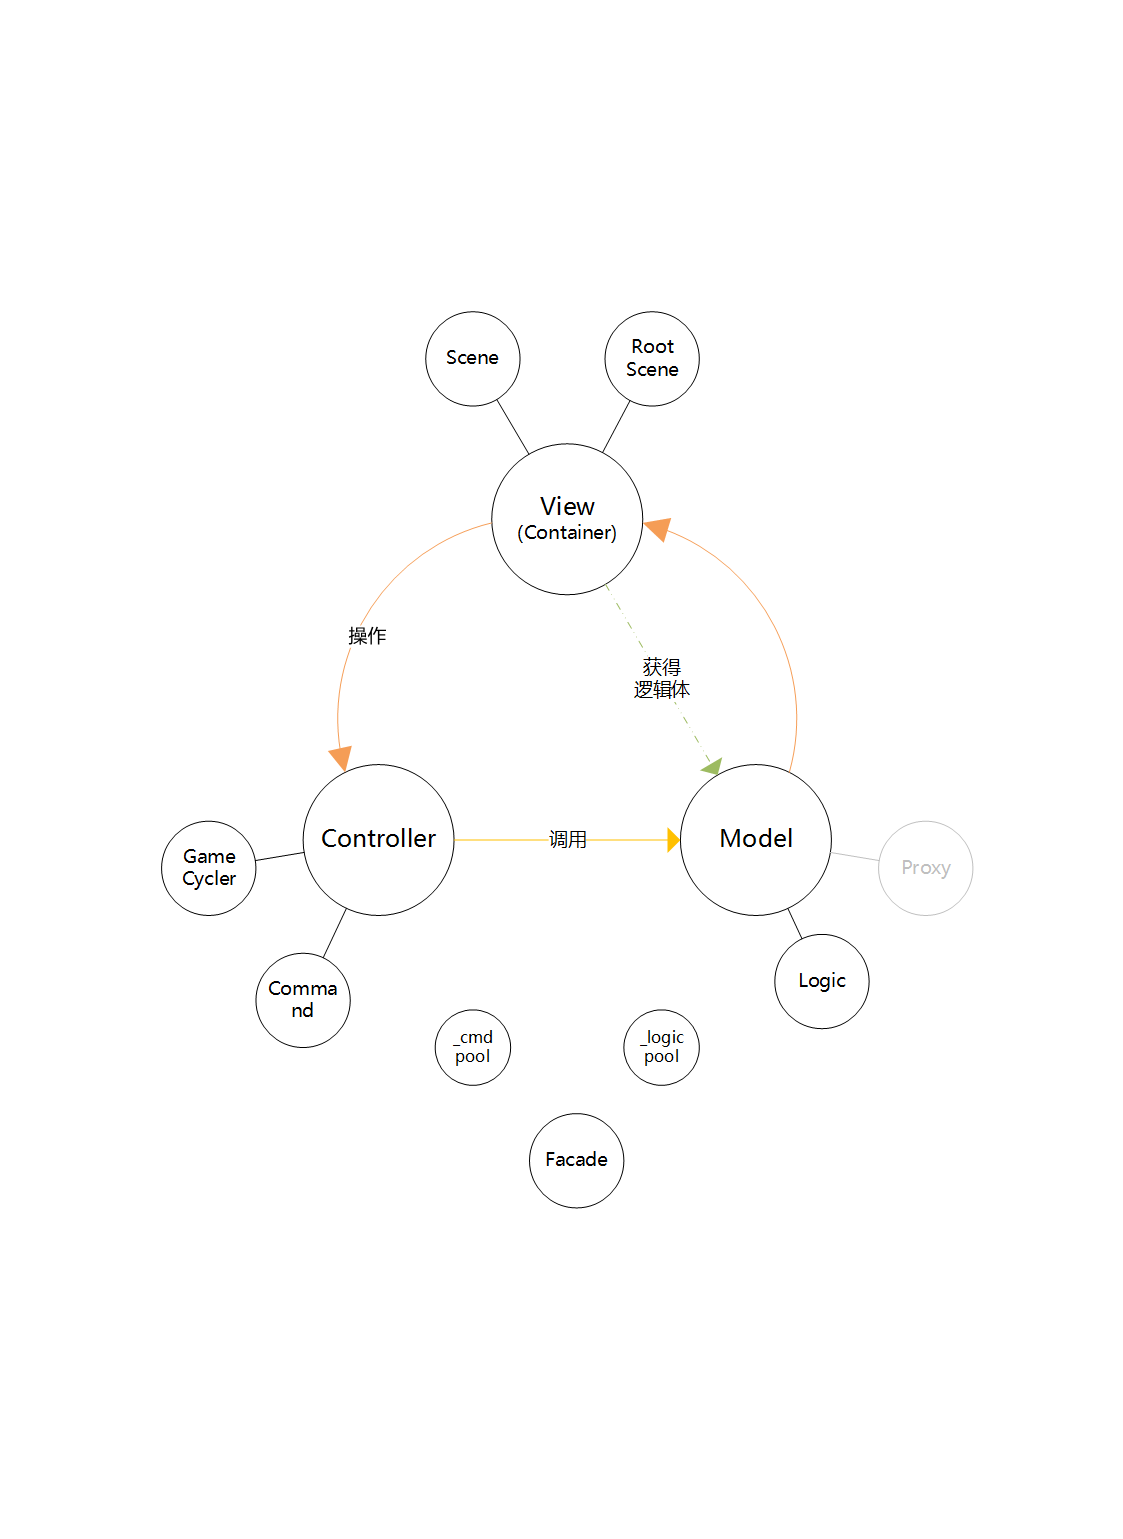 Scene
Root
Scene
View
(Container)
操作
获得
逻辑体
Controller
调用
Model
Game
Cycler
Proxy
Comma
nd
Logic
_cmd
pool
_logic
pool
Facade